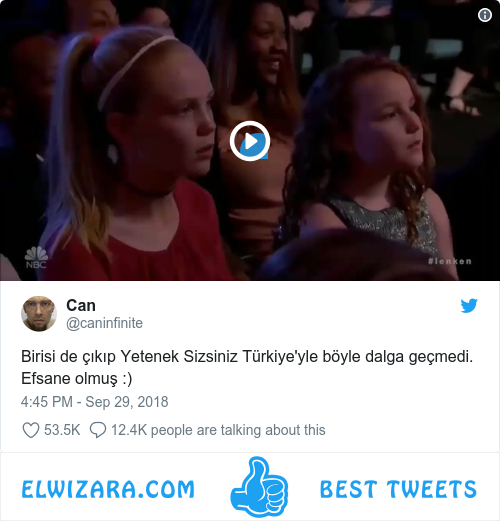 NBC
#lenken
Can
@caninfinite
Birisi de çıkıp Yetenek Sizsiniz Türkiye'yle böyle dalga geçmedi.
Efsane olmuş :)
4:45 PM - Sep 29, 2018
53.5K 12.4K people are talking about this
ELWIZARA.COM BEST TWEETS